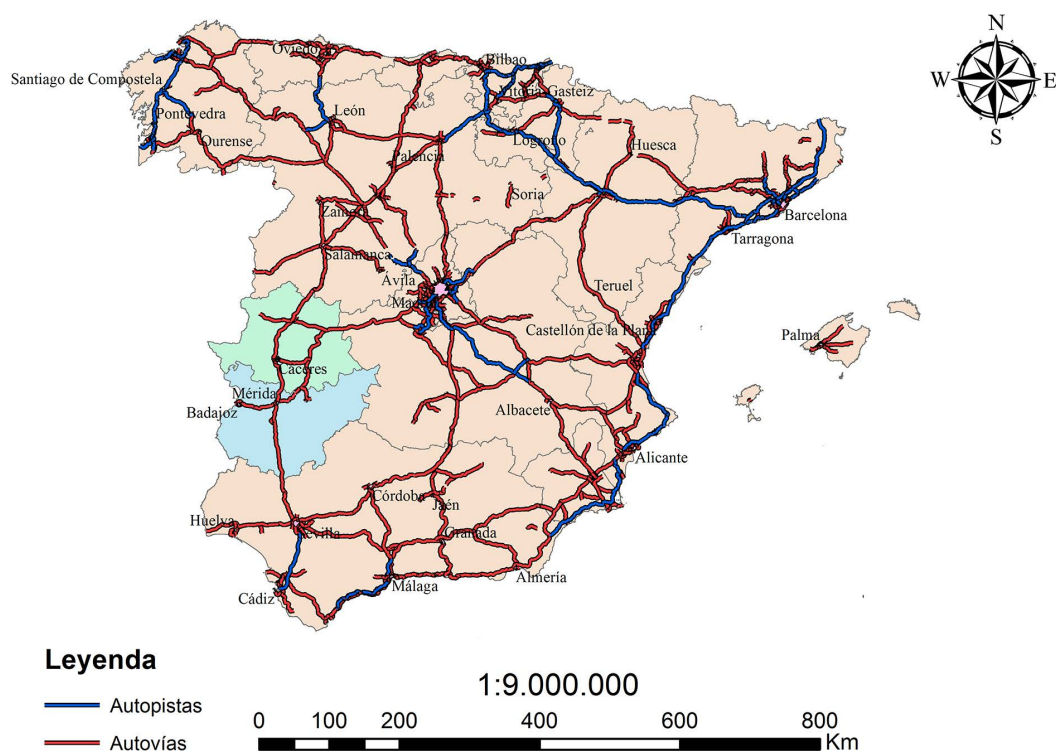 N
W E
S
Oviedo
Bilbao
Santiago de Compostela
Vitoria-Gasteiz
Pontevedra
León
Ourense
Logroño
Huesca
Palencia
Soria
Zamora
Barcelona
Tarragona
Salamanca
Ávila
Teruel
Madrid
Castellón de la Plana
Palma
Cáceres
Mérida
Badajoz
Albacete
Alicante
Córdoba
Jaén
Huelva
Sevilla
Granada
Almería
Málaga
Cádiz
Leyenda
Autopistas
Autovías
1:9.000.000
0 100 200 400 600 800
Km